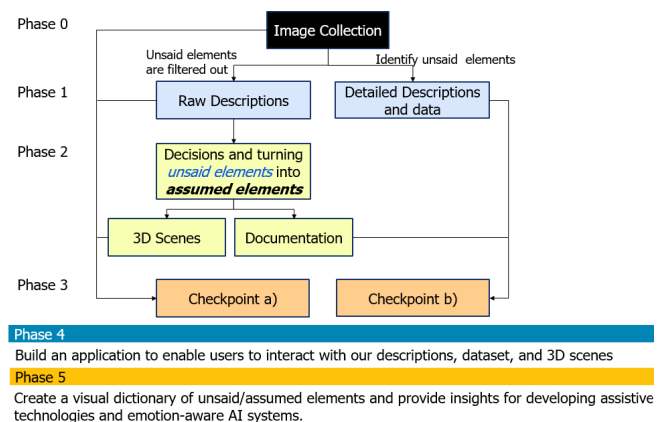 Phase 0
Image Collection
Unsaid elements
are filtered out
Identify unsaid elements
Phase 1
Raw Descriptions
Detailed Descriptions
and data
Phase 2
Decisions and turning
unsaid elements into
assumed elements
3D Scenes
Documentation
Phase 3
Checkpoint a)
Checkpoint b)
Phase 4
Build an application to enable users to interact with our descriptions, dataset, and 3D scenes
Phase 5
Create a visual dictionary of unsaid/assumed elements and provide insights for developing assistive
technologies and emotion-aware AI systems.